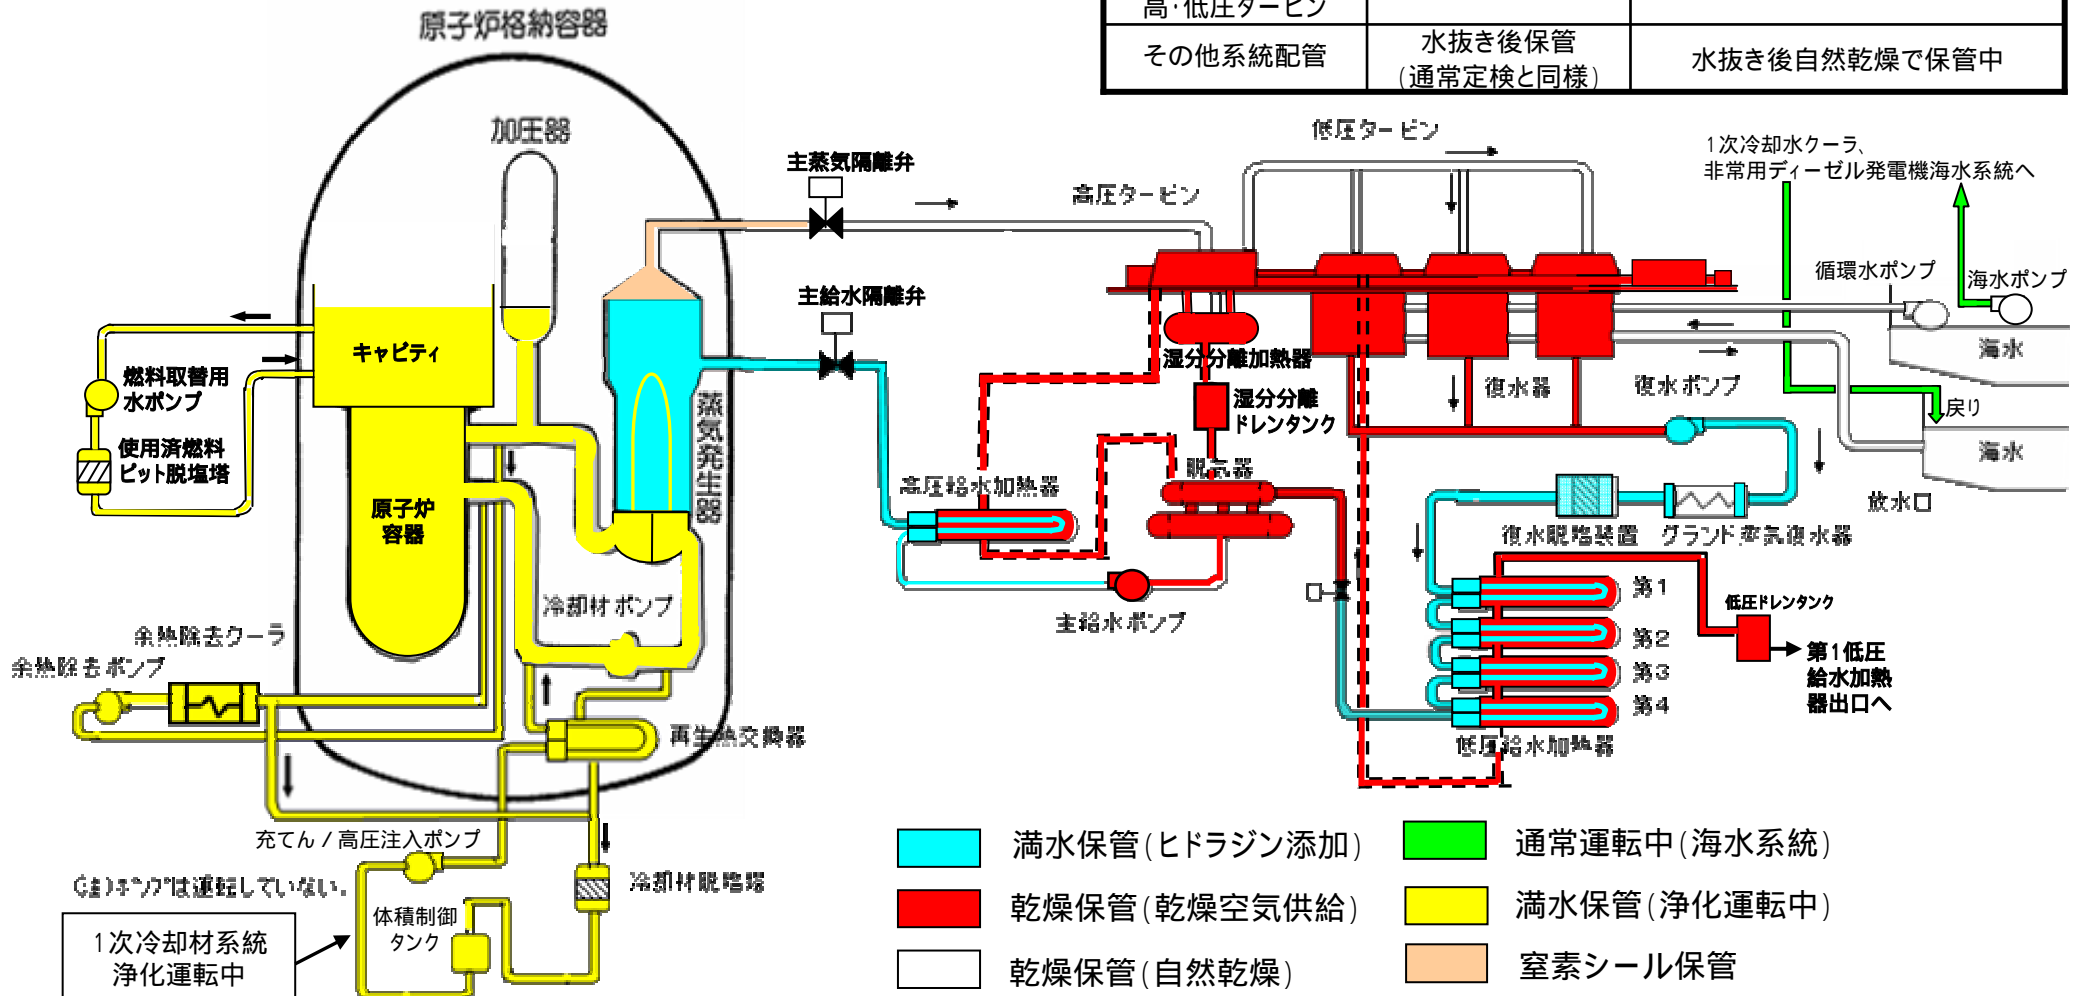 原子炉格納容器
高・低圧タービン
その他系統配管
水抜き後保管
(通常定検と同様)
水抜き後自然乾燥で保管中
加圧器
主蒸気隔離弁
高圧タービン
低圧タービン
1次冷却水クーラ、
非常用ディーゼル発電機海水系統へ
循環水ポンプ
海水ポンプ
海水
主給水隔離弁
キャビティ
燃料取替用
水ポンプ
使用済燃料
ピット脱塩塔
原子炉
容器
蒸気発生器
湿分分離加熱器
湿分分離
ドレンタンク
復水器
復水ポンプ
戻り
海水
放水口
脱気器
高圧給水加熱器
復水脱塩装置
グランド蒸気復水器
主給水ポンプ
冷却材ポンプ
余熱除去クーラ
余熱除去ポンプ
再生熱交換器
第1
第2
第3
第4
低圧給水加熱器
低圧ドレンタンク
第1低圧
給水加熱
器出口へ
充てん / 高圧注入ポンプ
(注)ポンプは運転していない.
冷却材脱塩塔
体積制御
タンク
1次冷却材系統
浄化運転中
満水保管(ヒドラジン添加)
乾燥保管(乾燥空気供給)
乾燥保管(自然乾燥)
通常運転中(海水系統)
満水保管(浄化運転中)
窒素シール保管